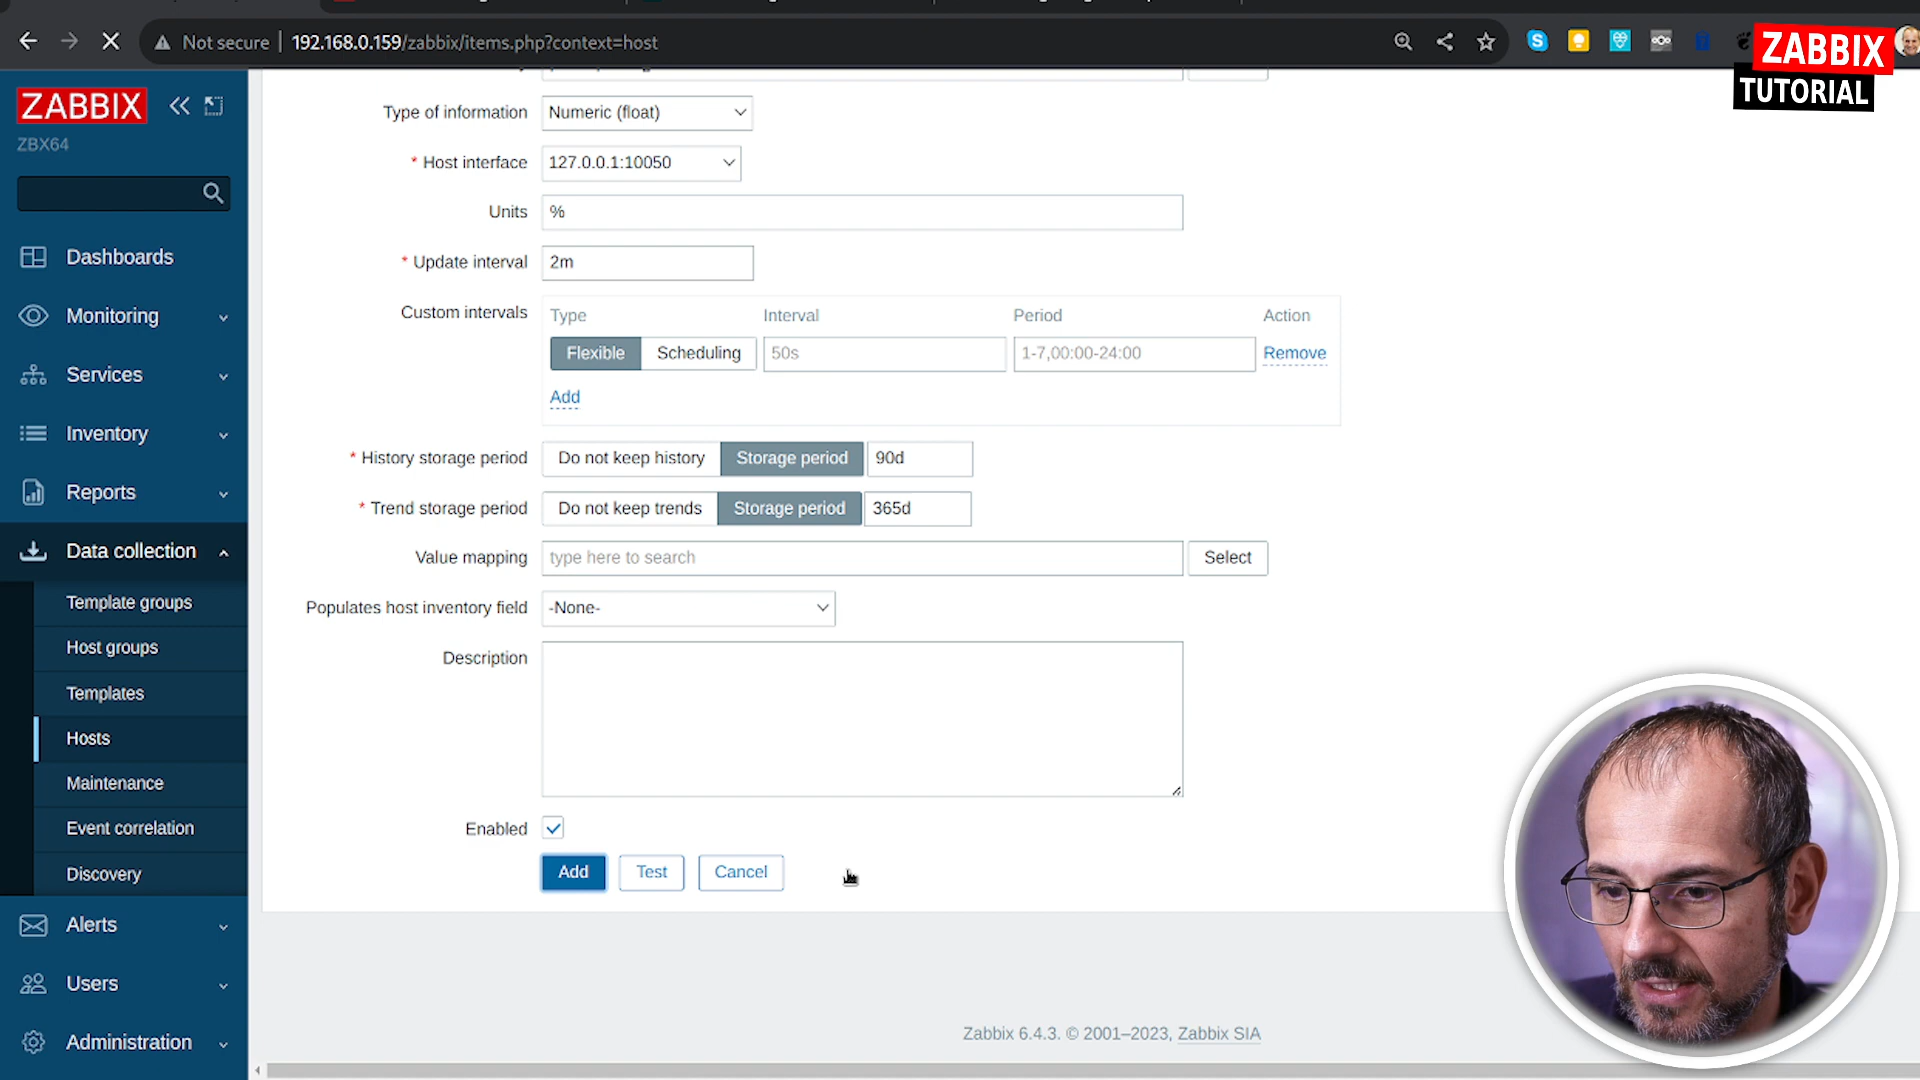 Not secure 192.168.0.159/zabbix/items.php?context=host
ZABBIX
TUTORIAL
ZABBIX
ZBX64
Dashboards
Monitoring
Services
Inventory
Reports
Data collection
Template groups
Host groups
Templates
Hosts
Maintenance
Event correlation
Discovery
Alerts
Users
Administration
Type of information Numeric (float)
* Host interface 127.0.0.1:10050
Units %
* Update interval 2m
Custom intervals Type Interval Period Action
Flexible Scheduling 50s 1-7,00:00-24:00 Remove
Add
* History storage period Do not keep history Storage period 90d
* Trend storage period Do not keep trends Storage period 365d
Value mapping type here to search Select
Populates host inventory field -None-
Description
Enabled
Add Test Cancel
Zabbix 6.4.3. © 2001–2023, Zabbix SIA